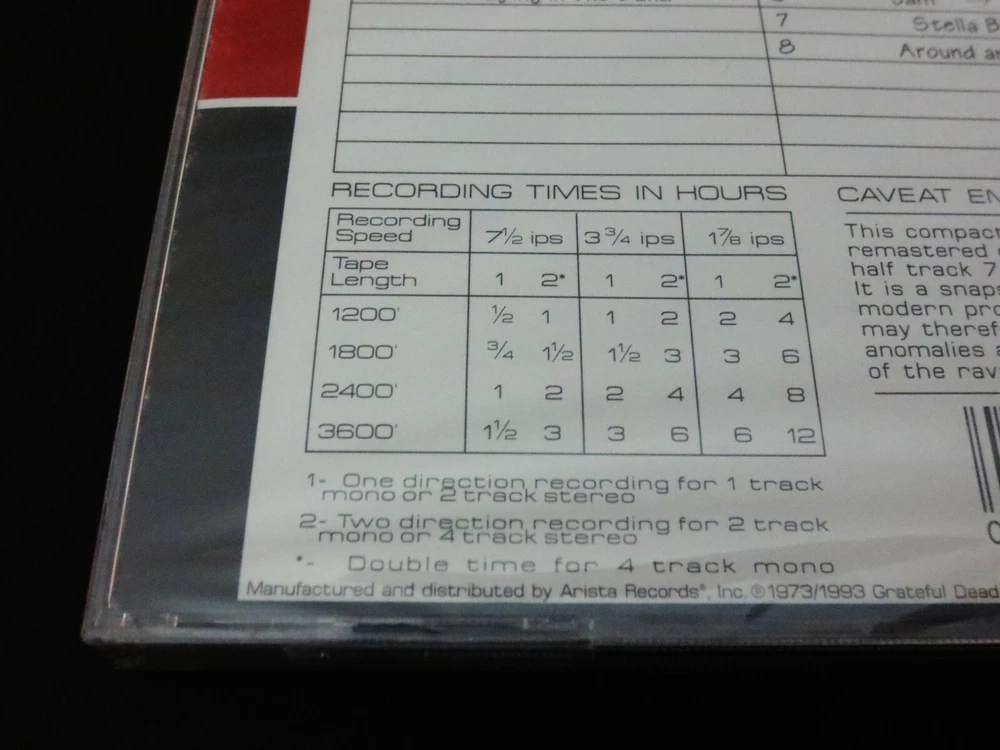 7 Stella B
8 Around a
RECORDING TIMES IN HOURS
Recording Speed 7½ ips 3¾ ips 1⅞ ips
Tape Length 1 2* 1 2* 1 2*
1200' ½ 1 1 2 2 4
1800' ¾ 1½ 1½ 3 3 6
2400' 1 2 2 4 4 8
3600' 1½ 3 3 6 6 12
1- One direction recording for 1 track
mono or 2 track stereo
2- Two direction recording for 2 track
mono or 4 track stereo
*- Double time for 4 track mono
Manufactured and distributed by Arista Records®, Inc. ℗1973/1993 Grateful Dead
CAVEAT EN
This compact
remastered
half track 7
It is a snaps
modern pro
may theref
anomalies a
of the rav